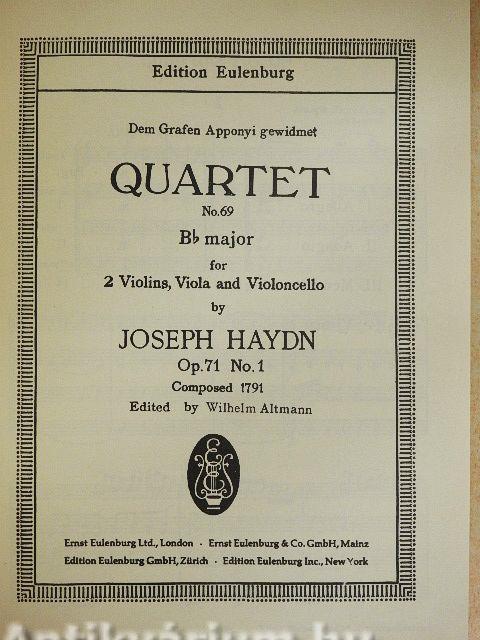 Edition Eulenburg
Dem Grafen Apponyi gewidmet
QUARTET
No.69
B♭ major
for
2 Violins, Viola and Violoncello
by
JOSEPH HAYDN
Op.71 No.1
Composed 1791
Edited by Wilhelm Altmann
Ernst Eulenburg Ltd., London · Ernst Eulenburg & Co. GmbH, Mainz
Edition Eulenburg GmbH, Zürich · Edition Eulenburg Inc., New York
Antikvárium.hu